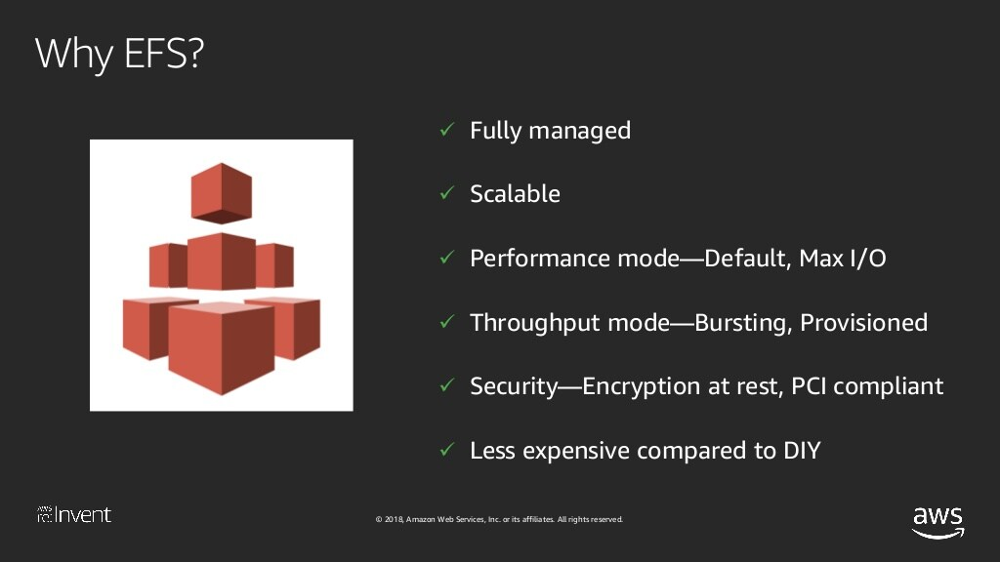 Why EFS?
✓ Fully managed
✓ Scalable
✓ Performance mode—Default, Max I/O
✓ Throughput mode—Bursting, Provisioned
✓ Security—Encryption at rest, PCI compliant
✓ Less expensive compared to DIY
aws
re:Invent
© 2018, Amazon Web Services, Inc. or its affiliates. All rights reserved.
aws